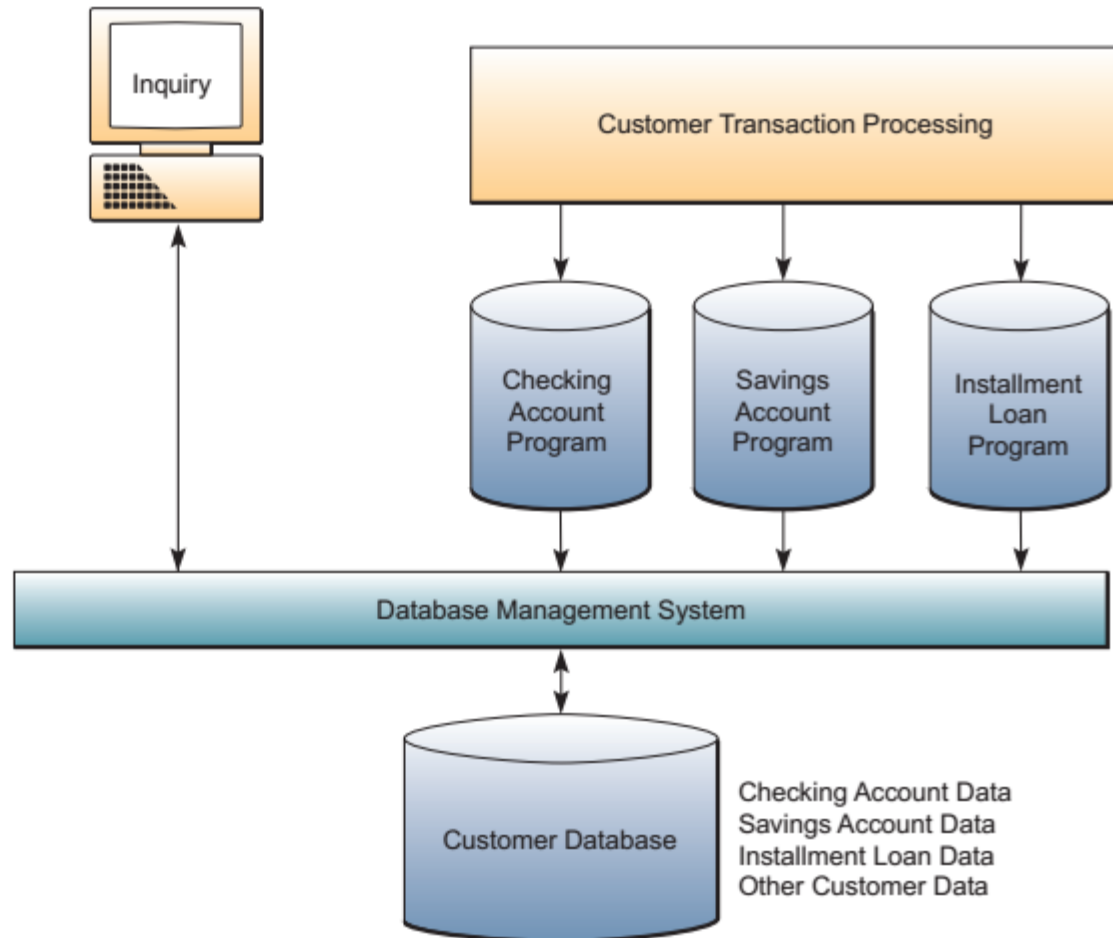 Inquiry
Customer Transaction Processing
Checking
Account
Program
Savings
Account
Program
Installment
Loan
Program
Database Management System
Customer Database
Checking Account Data
Savings Account Data
Installment Loan Data
Other Customer Data